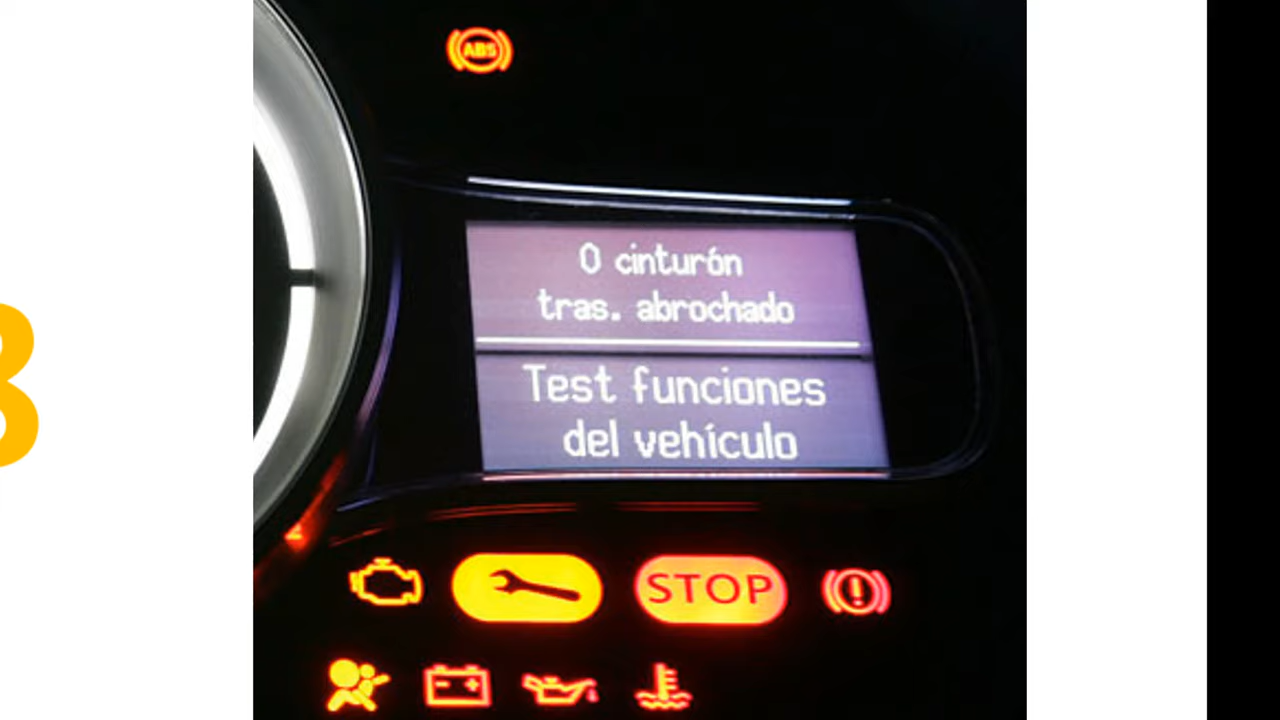 ABS
0 cinturón
tras. abrochado
Test funciones
del vehículo
STOP